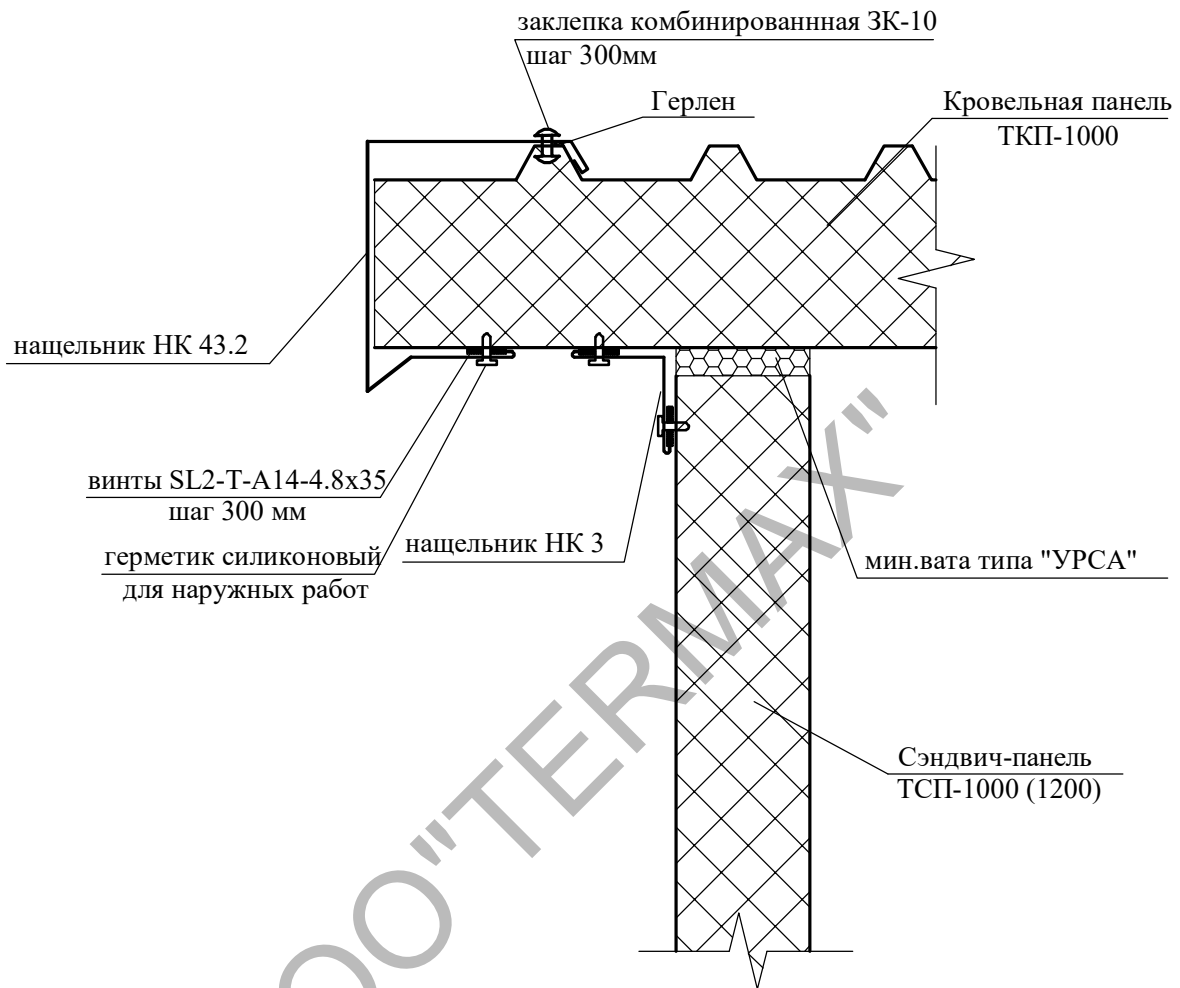 заклепка комбинированнная ЗК-10
шаг 300мм
Герлен
Кровельная панель
ТКП-1000
нащельник НК 43.2
винты SL2-T-A14-4.8x35
шаг 300 мм
герметик силиконовый
для наружных работ
нащельник НК 3
мин.вата типа "УРСА"
Сэндвич-панель
ТСП-1000 (1200)
ОО"TERMAX"